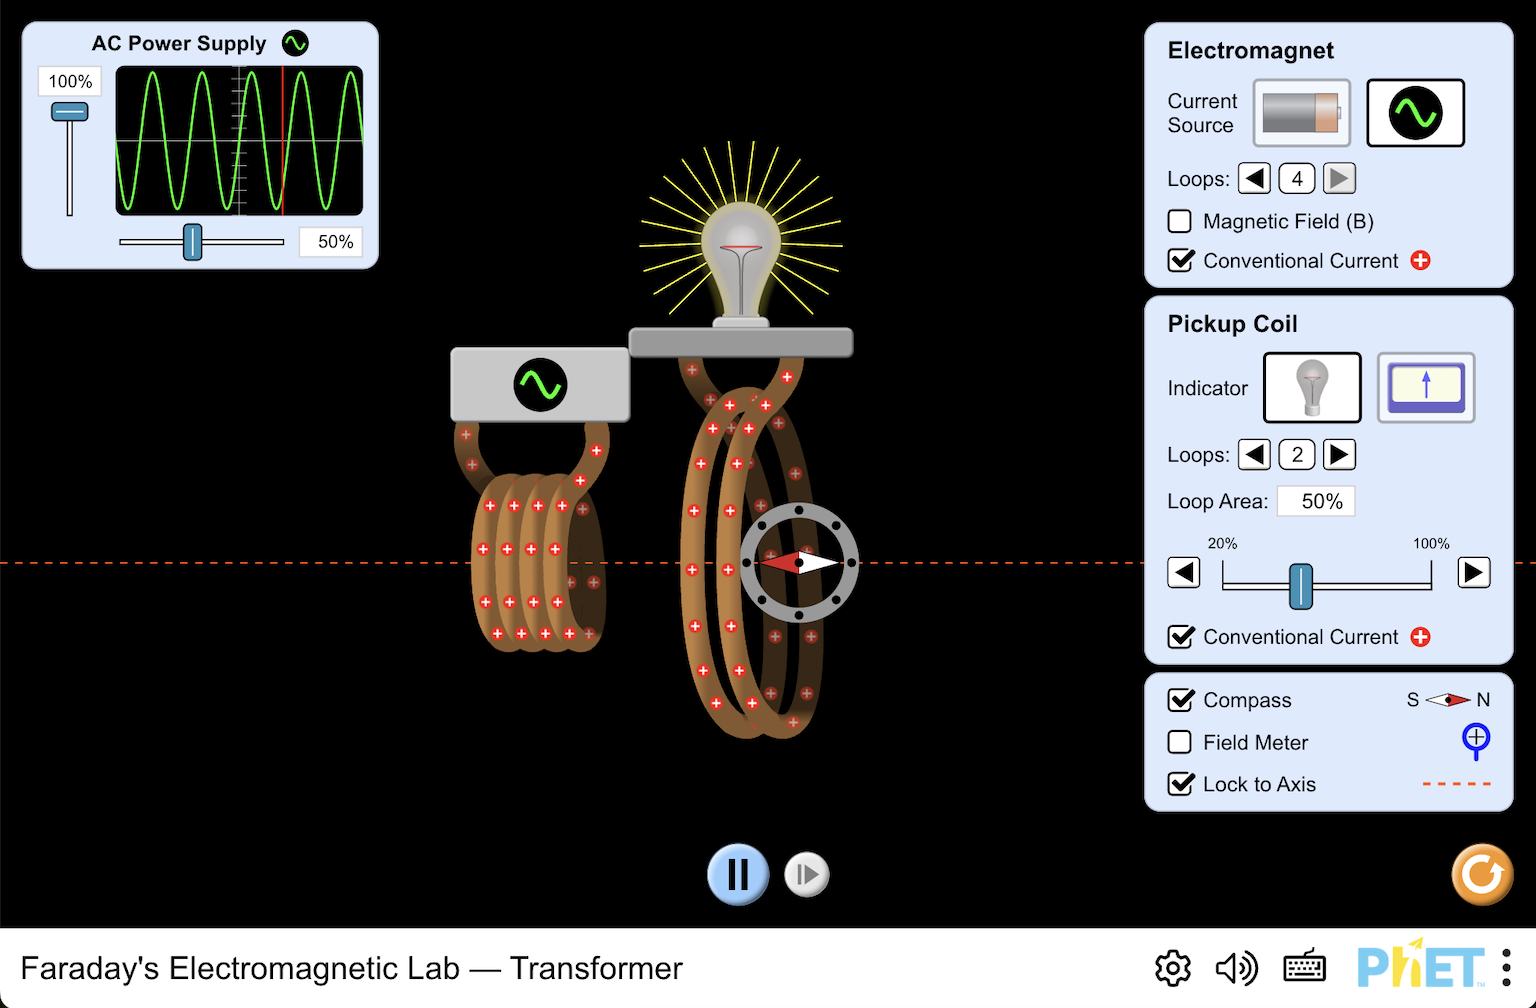 AC Power Supply
100%
50%
Electromagnet
Current
Source
Loops: 4
Magnetic Field (B)
Conventional Current
Pickup Coil
Indicator
Loops: 2
Loop Area: 50%
20% 100%
Conventional Current
Compass S N
Field Meter
Lock to Axis
Faraday's Electromagnetic Lab — Transformer
PhET™